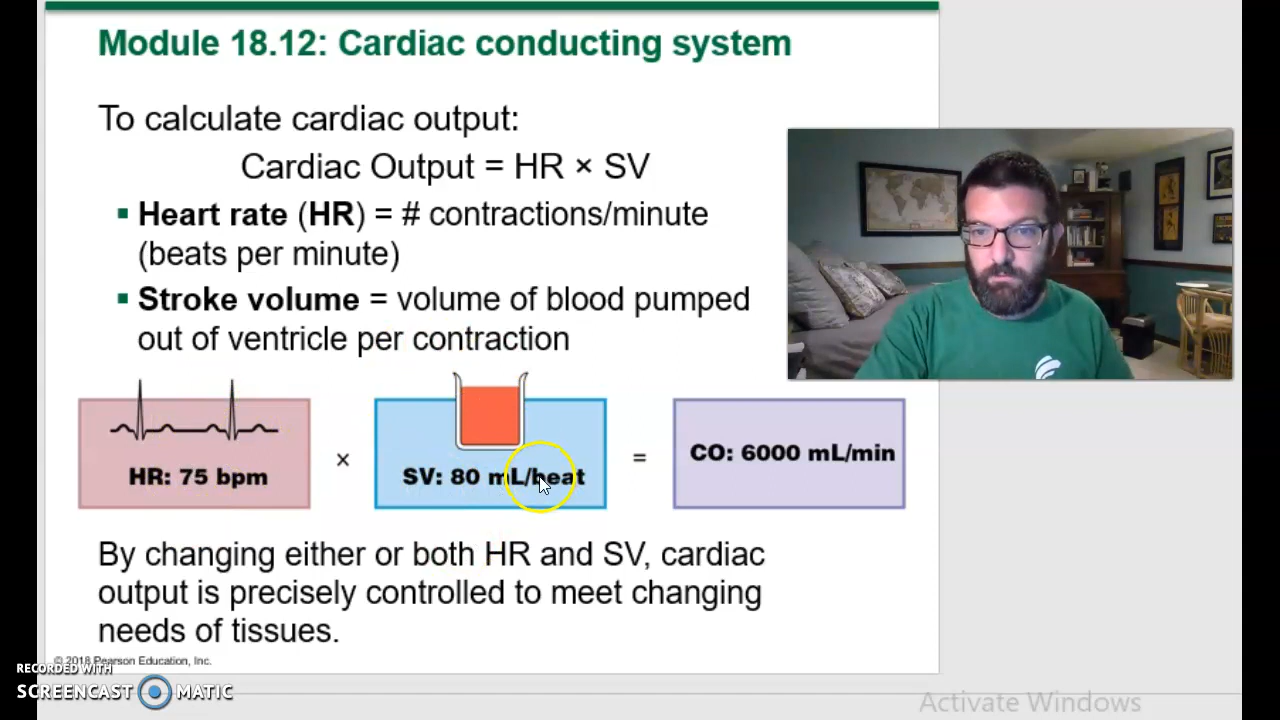 Module 18.12: Cardiac conducting system
To calculate cardiac output:
Cardiac Output = HR × SV
▪ Heart rate (HR) = # contractions/minute
(beats per minute)
▪ Stroke volume = volume of blood pumped
out of ventricle per contraction
HR: 75 bpm
×
SV: 80 mL/beat
=
CO: 6000 mL/min
By changing either or both HR and SV, cardiac
output is precisely controlled to meet changing
needs of tissues.
© 2018 Pearson Education, Inc.
RECORDED WITH
SCREENCAST MATIC
Activate Windows